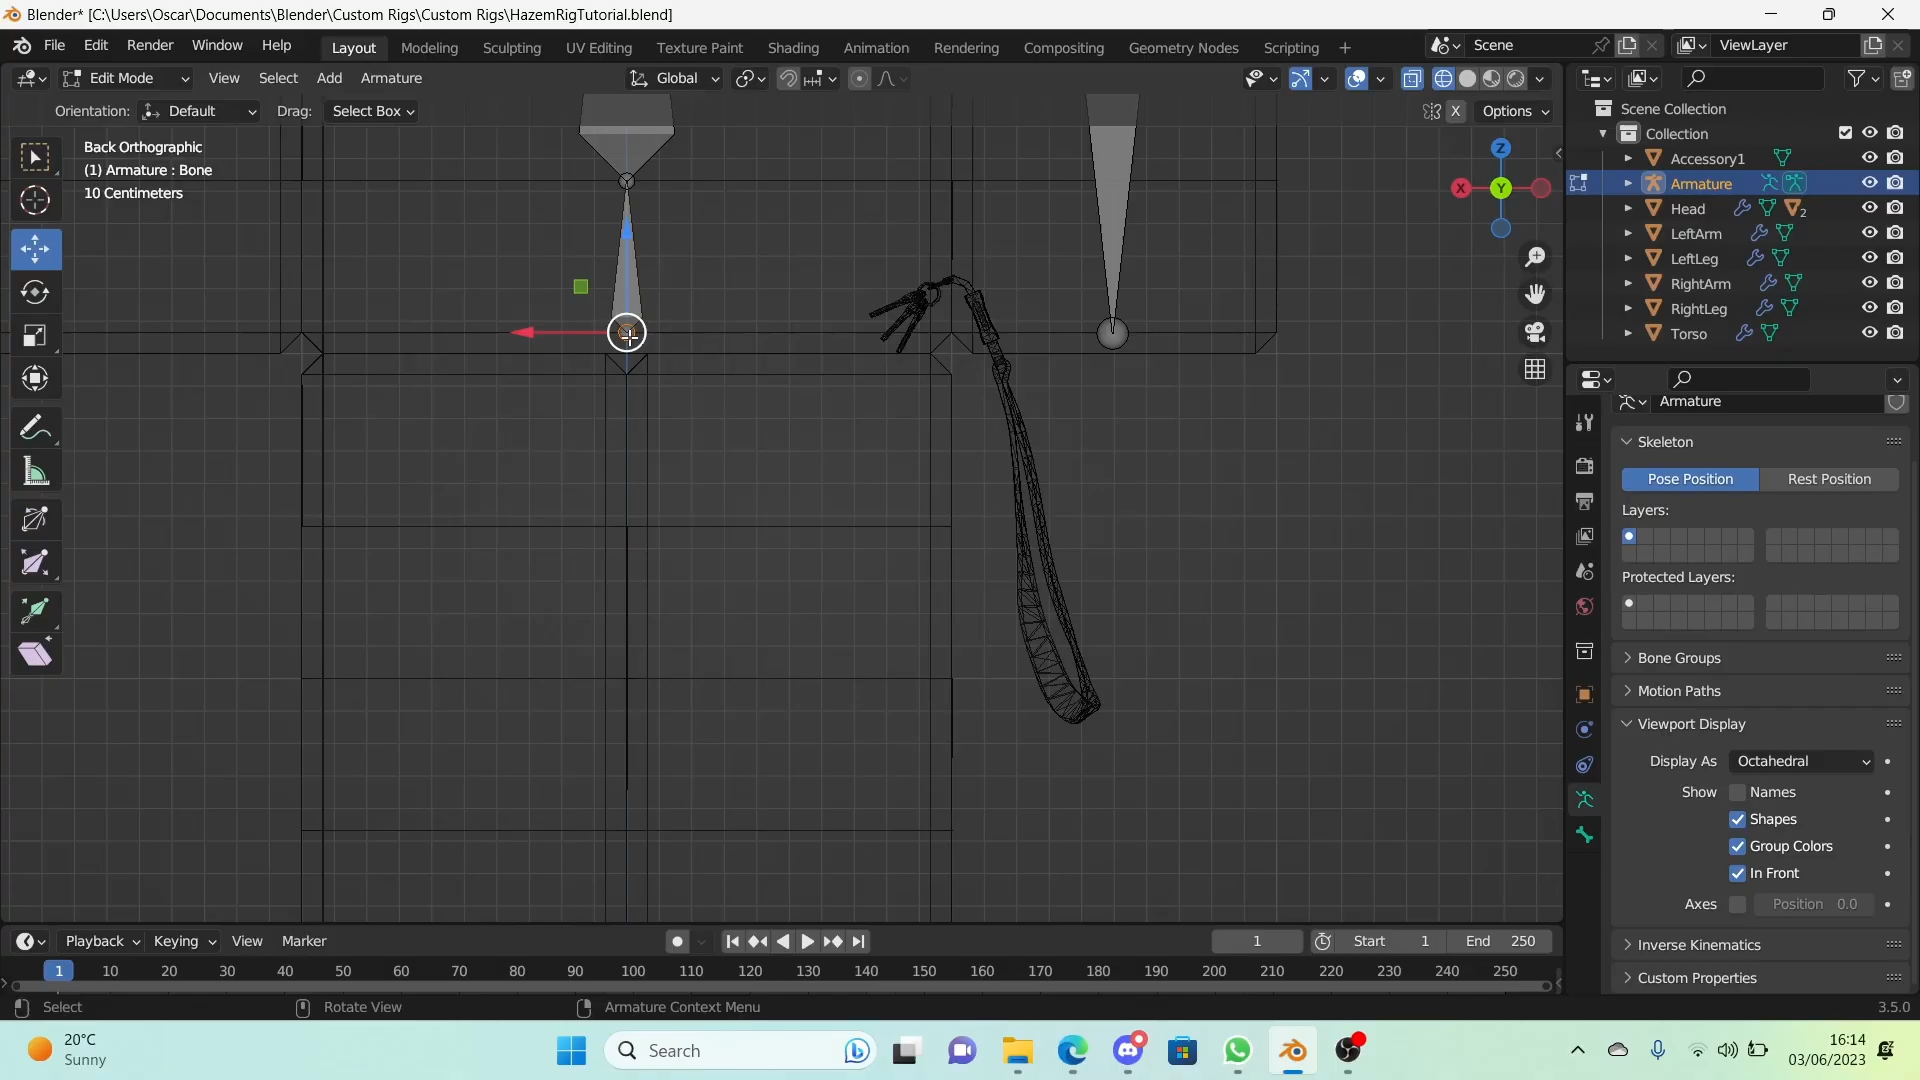 Blender* [C:\Users\Oscar\Documents\Blender\Custom Rigs\Custom Rigs\HazemRigTutorial.blend]
File Edit Render Window Help Layout Modeling Sculpting UV Editing Texture Paint Shading Animation Rendering Compositing Geometry Nodes Scripting + Scene ViewLayer
Edit Mode View Select Add Armature Global
Orientation: Default Drag: Select Box X Options
Back Orthographic
(1) Armature : Bone
10 Centimeters
Z
X Y
Scene Collection
Collection
Accessory1
Armature
Head 2
LeftArm
LeftLeg
RightArm
RightLeg
Torso
Armature
Skeleton
Pose Position Rest Position
Layers:
Protected Layers:
Bone Groups
Motion Paths
Viewport Display
Display As Octahedral
Show Names
Shapes
Group Colors
In Front
Axes Position 0.0
Inverse Kinematics
Custom Properties
Playback Keying View Marker 1 Start 1 End 250
1 10 20 30 40 50 60 70 80 90 100 110 120 130 140 150 160 170 180 190 200 210 220 230 240 250
Select Rotate View Armature Context Menu 3.5.0
20°C
Sunny
Search
16:14
03/06/2023